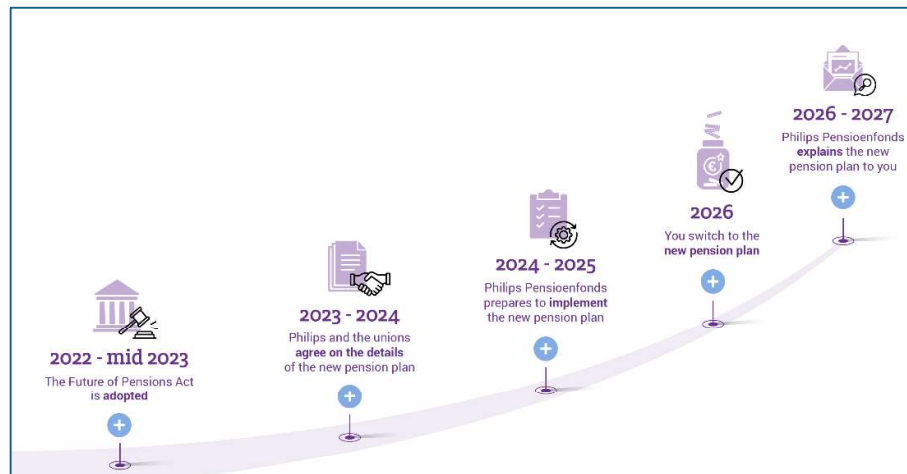 2022 - mid 2023
The Future of Pensions Act
is adopted
2023 - 2024
Philips and the unions
agree on the details
of the new pension plan
2024 - 2025
Philips Pensioenfonds
prepares to implement
the new pension plan
2026
You switch to the
new pension plan
2026 - 2027
Philips Pensioenfonds
explains the new
pension plan to you